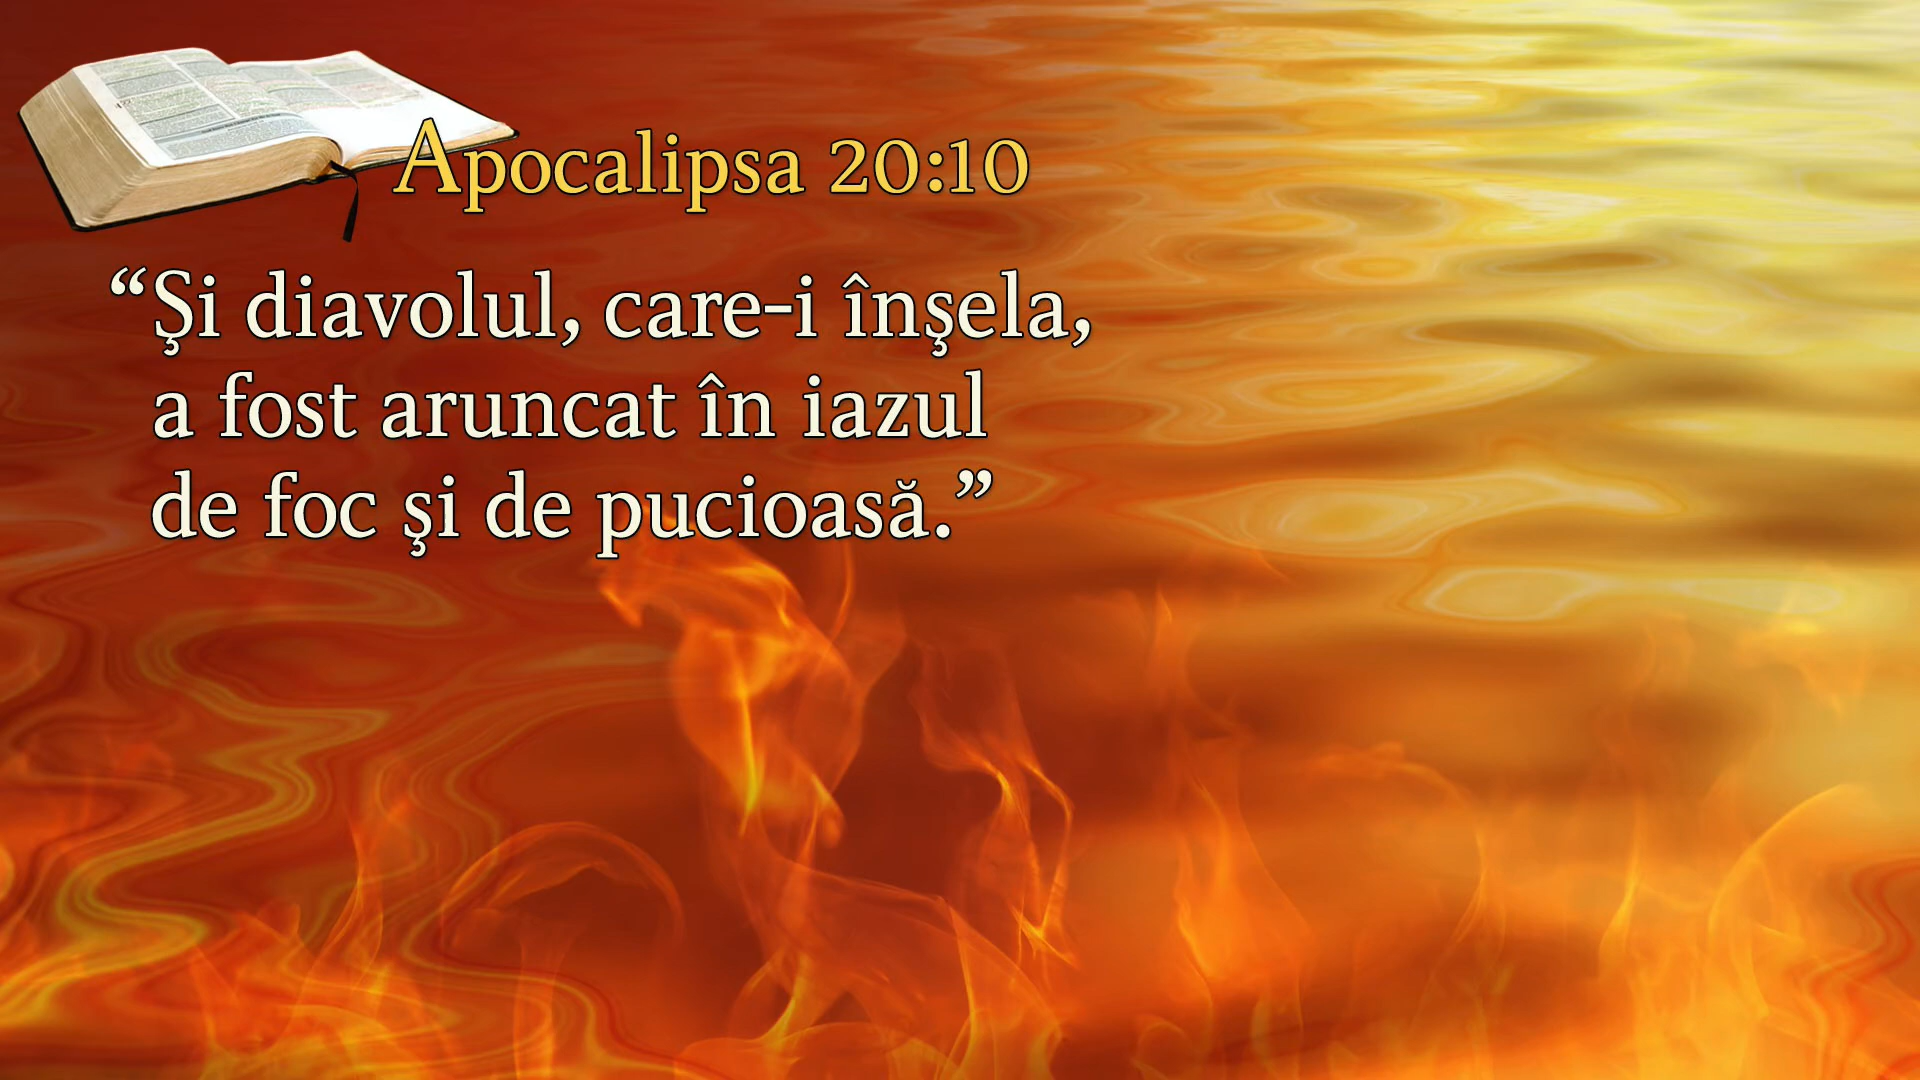 Apocalipsa 20:10
“Şi diavolul, care-i înşela,
a fost aruncat în iazul
de foc şi de pucioasă.”